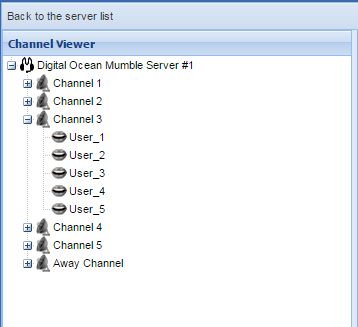 Back to the server list
Channel Viewer
Digital Ocean Mumble Server #1
Channel 1
Channel 2
Channel 3
User_1
User_2
User_3
User_4
User_5
Channel 4
Channel 5
Away Channel